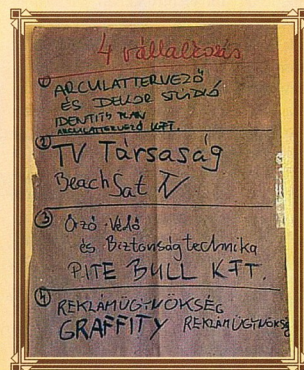 4 vállalkozás
① ARCULATTERVEZŐ
ÉS DEKOR STÚDIÓ
IDENTITY PLAN
ARCULATTERVEZŐ KFT.
② TV Társaság
Beach Sat TV
③ Őrző-Védő
és Biztonságtechnika
PITE BULL KFT.
④ REKLÁMÜGYNÖKSÉG
GRAFFITY REKLÁMÜGYNÖKSÉG